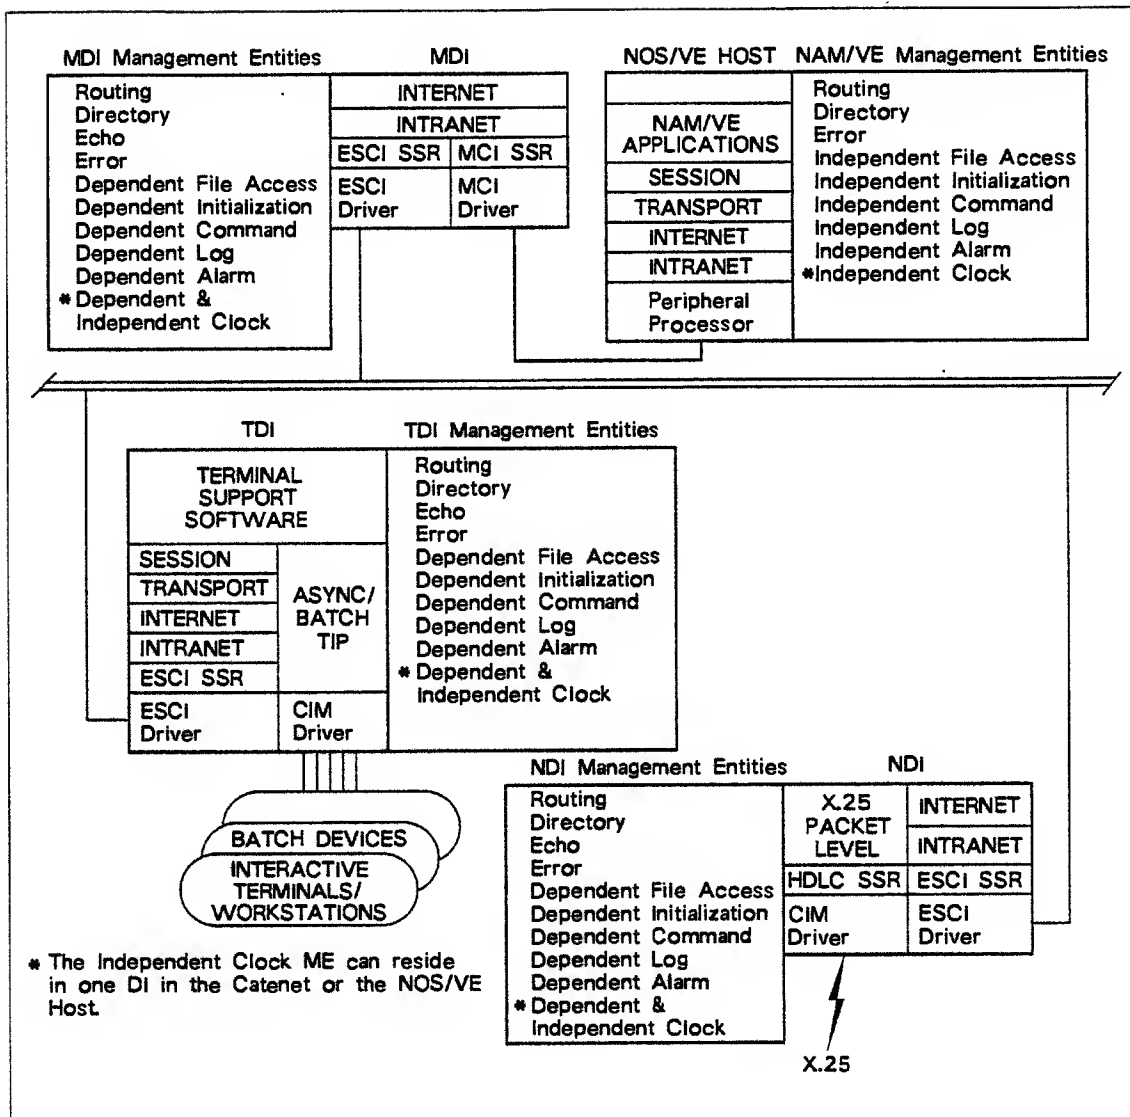 MDI Management Entities
Routing
Directory
Echo
Error
Dependent File Access
Dependent Initialization
Dependent Command
Dependent Log
Dependent Alarm
* Dependent &
Independent Clock
MDI
INTERNET
INTRANET
ESCI SSR
MCI SSR
ESCI
Driver
MCI
Driver
NOS/VE HOST
NAM/VE
APPLICATIONS
SESSION
TRANSPORT
INTERNET
INTRANET
Peripheral
Processor
NAM/VE Management Entities
Routing
Directory
Error
Independent File Access
Independent Initialization
Independent Command
Independent Log
Independent Alarm
*Independent Clock
TDI
TERMINAL
SUPPORT
SOFTWARE
SESSION
TRANSPORT
INTERNET
INTRANET
ESCI SSR
ESCI
Driver
ASYNC/
BATCH
TIP
CIM
Driver
TDI Management Entities
Routing
Directory
Echo
Error
Dependent File Access
Dependent Initialization
Dependent Command
Dependent Log
Dependent Alarm
* Dependent &
Independent Clock
BATCH DEVICES
INTERACTIVE
TERMINALS/
WORKSTATIONS
NDI Management Entities
Routing
Directory
Echo
Error
Dependent File Access
Dependent Initialization
Dependent Command
Dependent Log
Dependent Alarm
* Dependent &
Independent Clock
NDI
X.25
PACKET
LEVEL
HDLC SSR
CIM
Driver
INTERNET
INTRANET
ESCI SSR
ESCI
Driver
X.25
* The Independent Clock ME can reside
in one DI in the Catenet or the NOS/VE
Host.